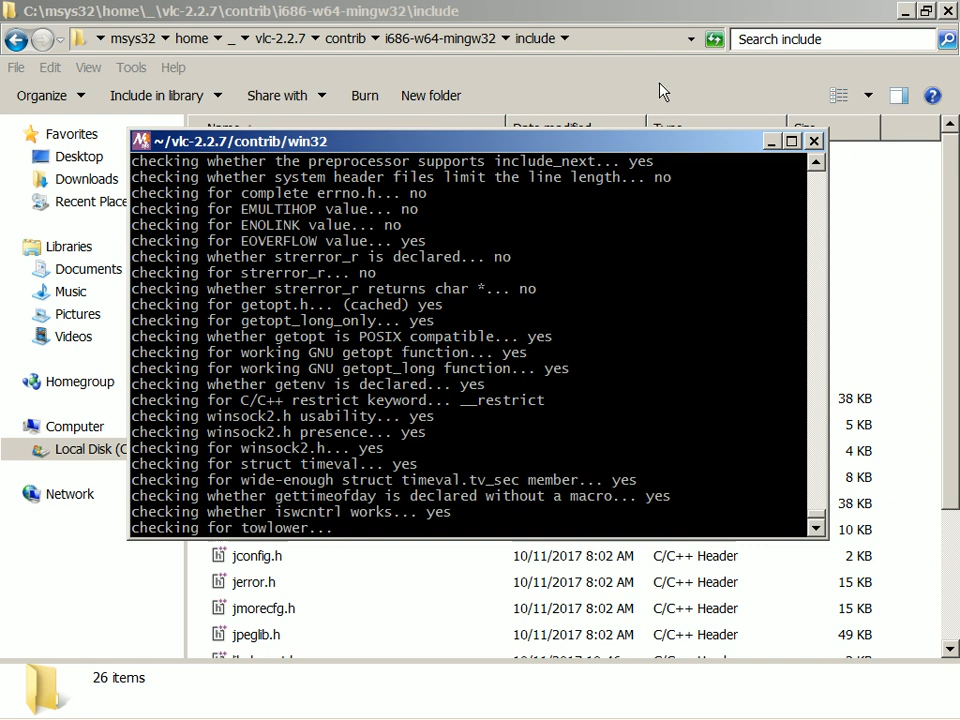 C:\msys32\home\_\vlc-2.2.7\contrib\i686-w64-mingw32\include
msys32 home _ vlc-2.2.7 contrib i686-w64-mingw32 include
Search include
File Edit View Tools Help
Organize Include in library Share with Burn New folder
Favorites
Desktop
Downloads
Recent Place
Libraries
Documents
Music
Pictures
Videos
Homegroup
Computer
Local Disk (C
Network
Date modified Type Size
~/vlc-2.2.7/contrib/win32
checking whether the preprocessor supports include_next... yes
checking whether system header files limit the line length... no
checking for complete errno.h... no
checking for EMULTIHOP value... no
checking for ENOLINK value... no
checking for EOVERFLOW value... yes
checking whether strerror_r is declared... no
checking for strerror_r... no
checking whether strerror_r returns char *... no
checking for getopt.h... (cached) yes
checking for getopt_long_only... yes
checking whether getopt is POSIX compatible... yes
checking for working GNU getopt function... yes
checking for working GNU getopt_long function... yes
checking whether getenv is declared... yes
checking for C/C++ restrict keyword... __restrict
checking winsock2.h usability... yes
checking winsock2.h presence... yes
checking for winsock2.h... yes
checking for struct timeval... yes
checking for wide-enough struct timeval.tv_sec member... yes
checking whether gettimeofday is declared without a macro... yes
checking whether iswcntrl works... yes
checking for towlower...
38 KB
5 KB
4 KB
8 KB
38 KB
10 KB
jconfig.h 10/11/2017 8:02 AM C/C++ Header 2 KB
jerror.h 10/11/2017 8:02 AM C/C++ Header 15 KB
jmorecfg.h 10/11/2017 8:02 AM C/C++ Header 15 KB
jpeglib.h 10/11/2017 8:02 AM C/C++ Header 49 KB
26 items